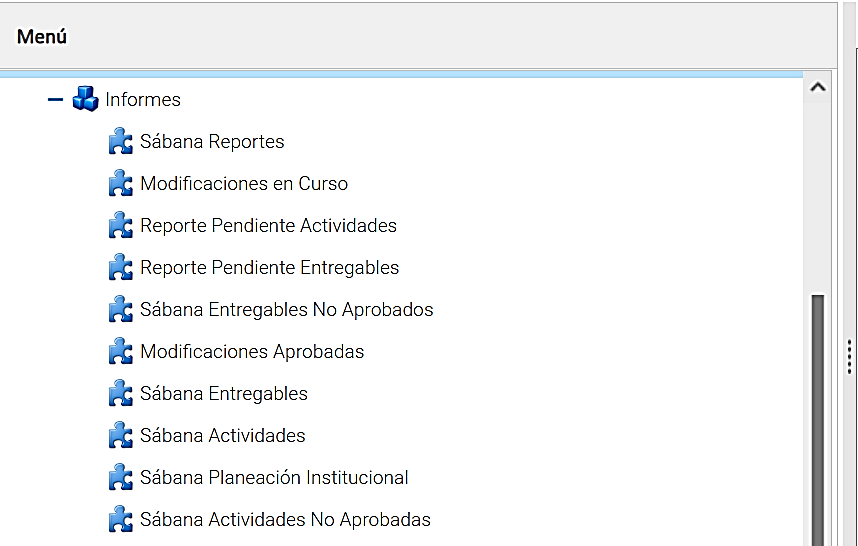 Menú
Informes
Sábana Reportes
Modificaciones en Curso
Reporte Pendiente Actividades
Reporte Pendiente Entregables
Sábana Entregables No Aprobados
Modificaciones Aprobadas
Sábana Entregables
Sábana Actividades
Sábana Planeación Institucional
Sábana Actividades No Aprobadas